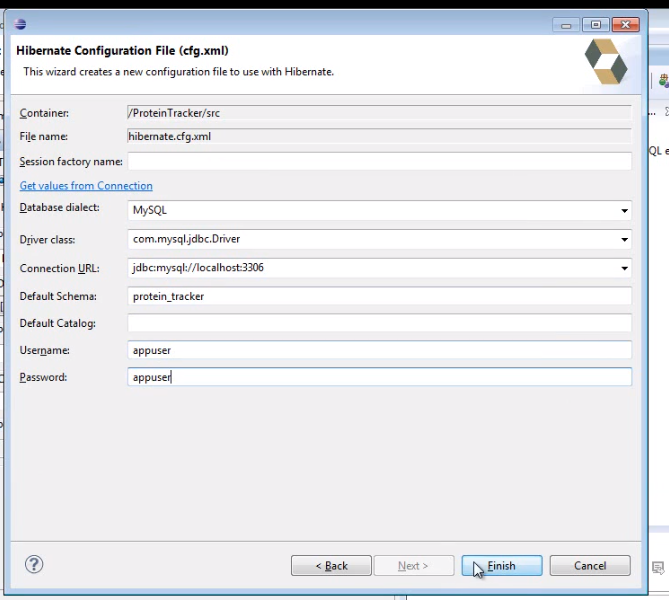 Hibernate Configuration File (cfg.xml)
This wizard creates a new configuration file to use with Hibernate.
Container: /ProteinTracker/src
File name: hibernate.cfg.xml
Session factory name:
Get values from Connection
Database dialect: MySQL
Driver class: com.mysql.jdbc.Driver
Connection URL: jdbc:mysql://localhost:3306
Default Schema: protein_tracker
Default Catalog:
Username: appuser
Password: appuser
? < Back Next > Finish Cancel
QL e